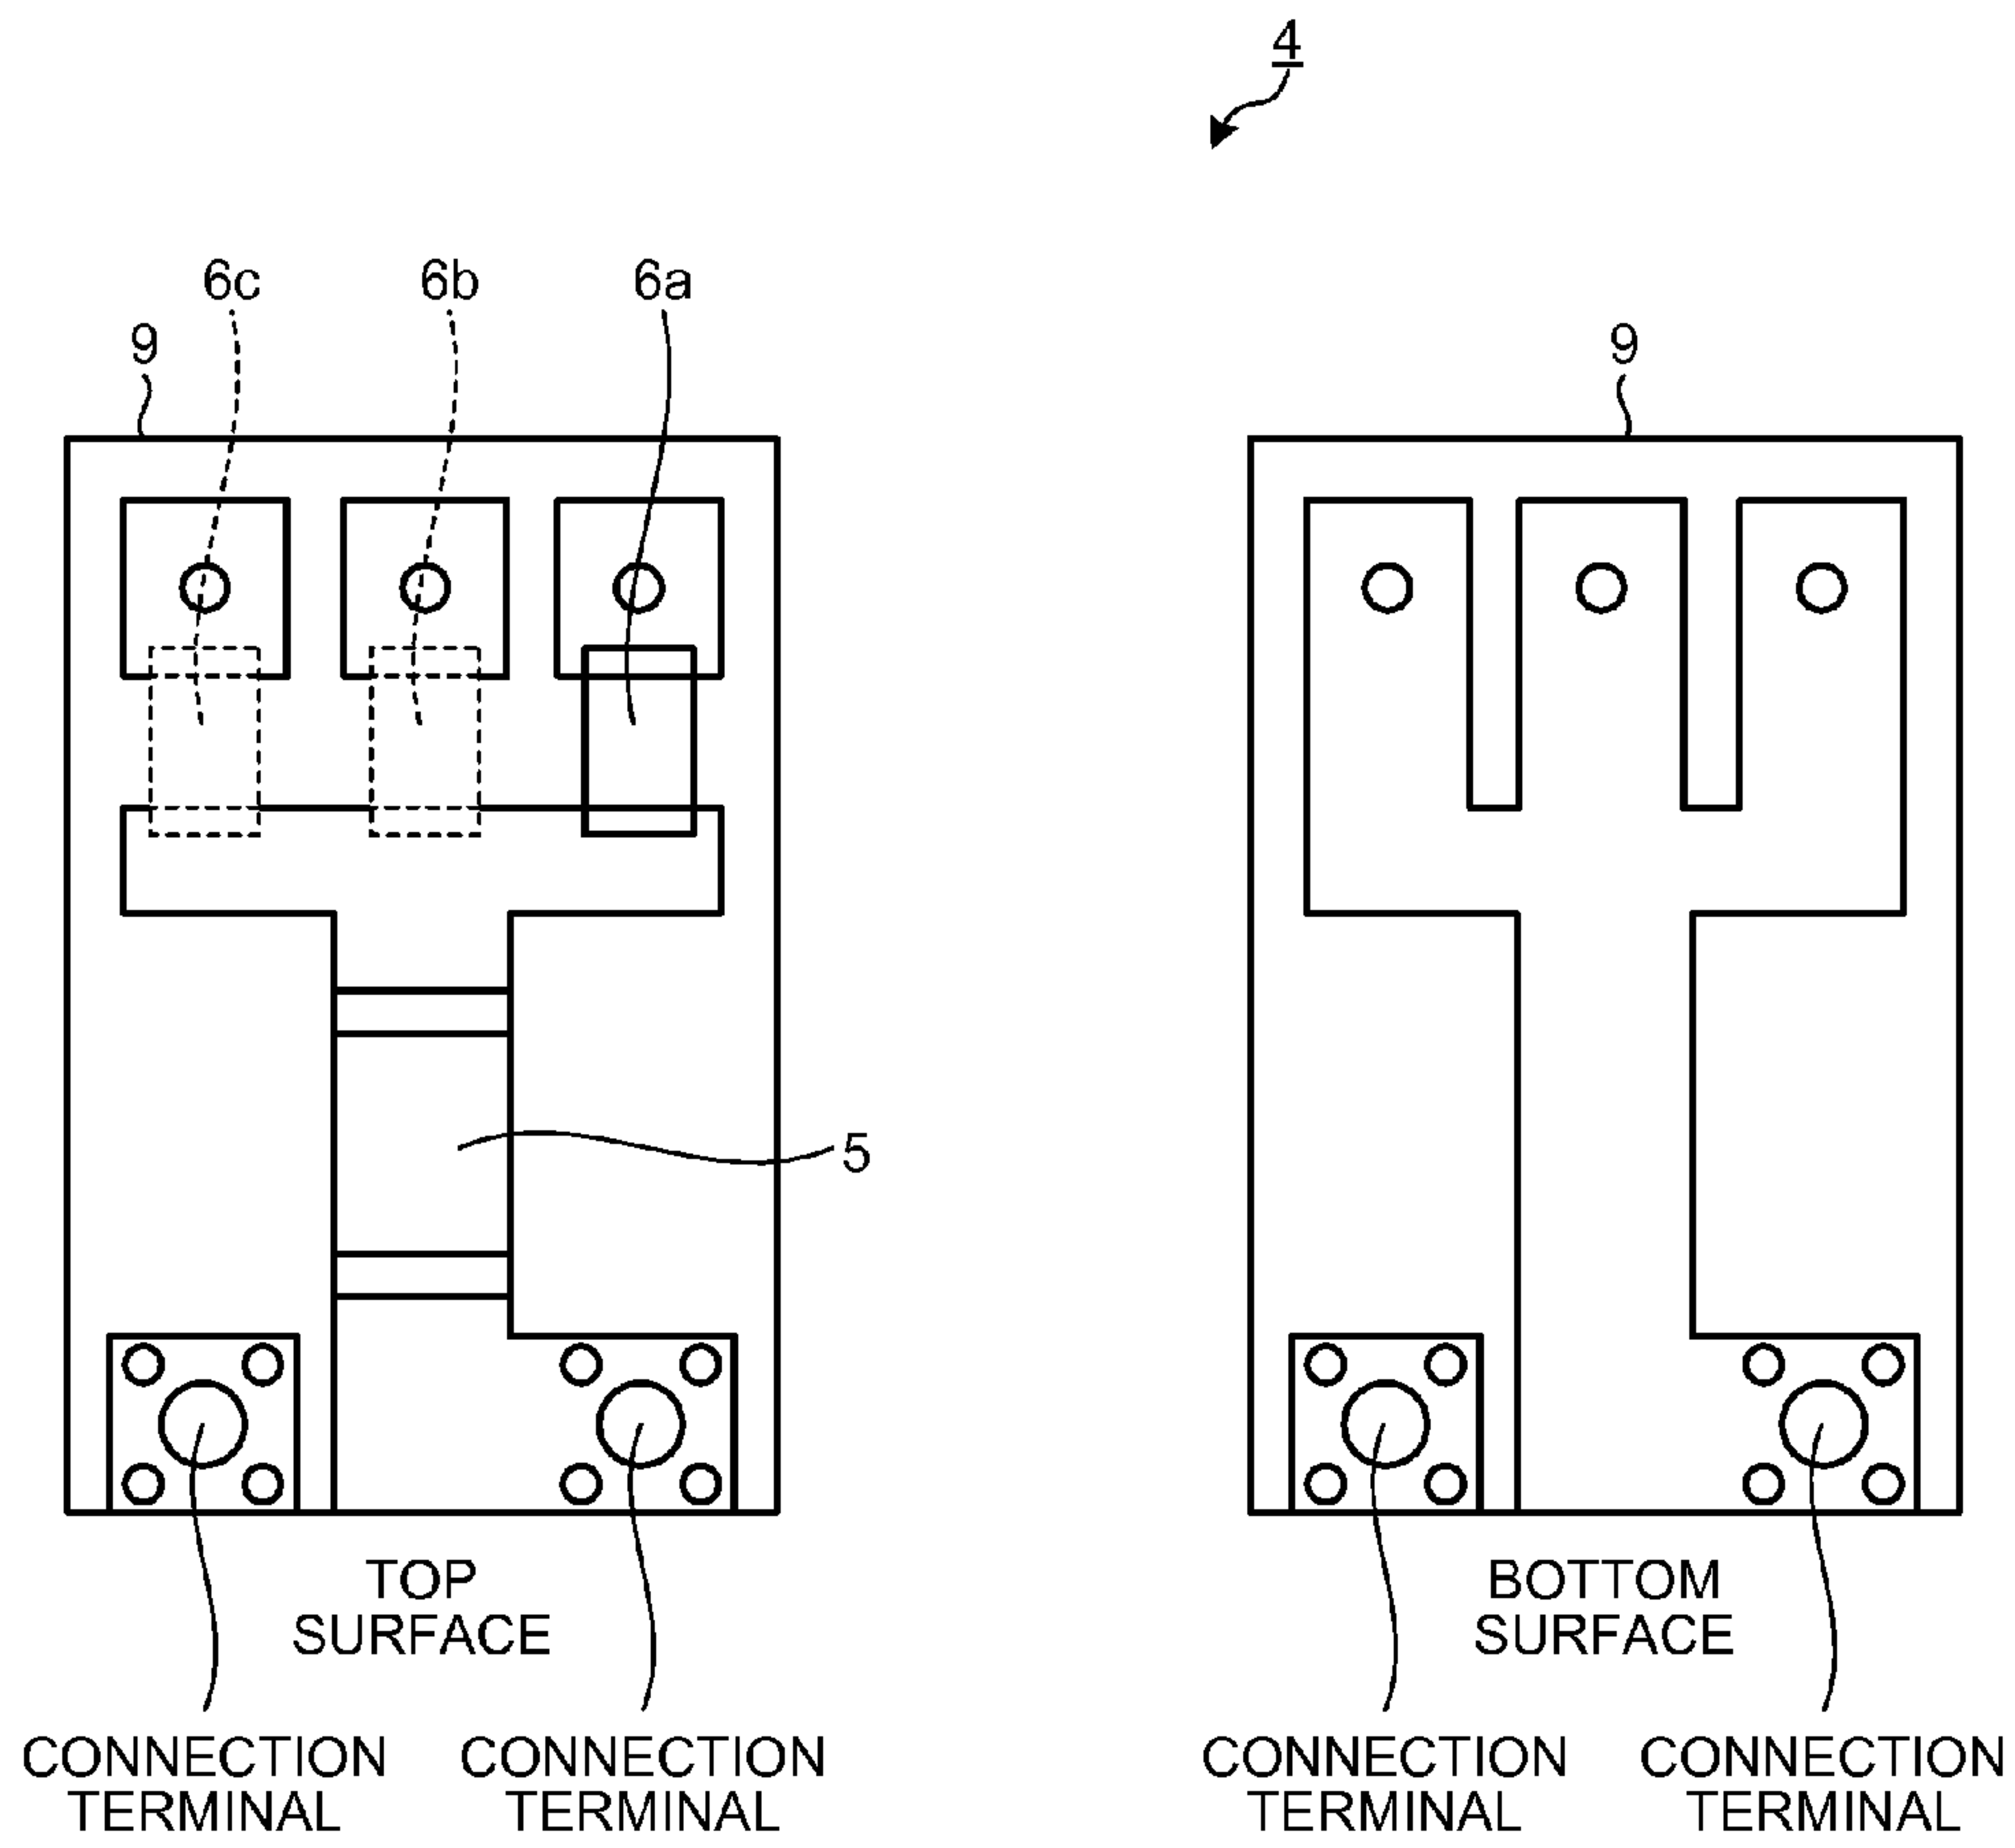 4
6c
6b
6a
9
9
5
TOP
SURFACE
BOTTOM
SURFACE
CONNECTION
TERMINAL
CONNECTION
TERMINAL
CONNECTION
TERMINAL
CONNECTION
TERMINAL